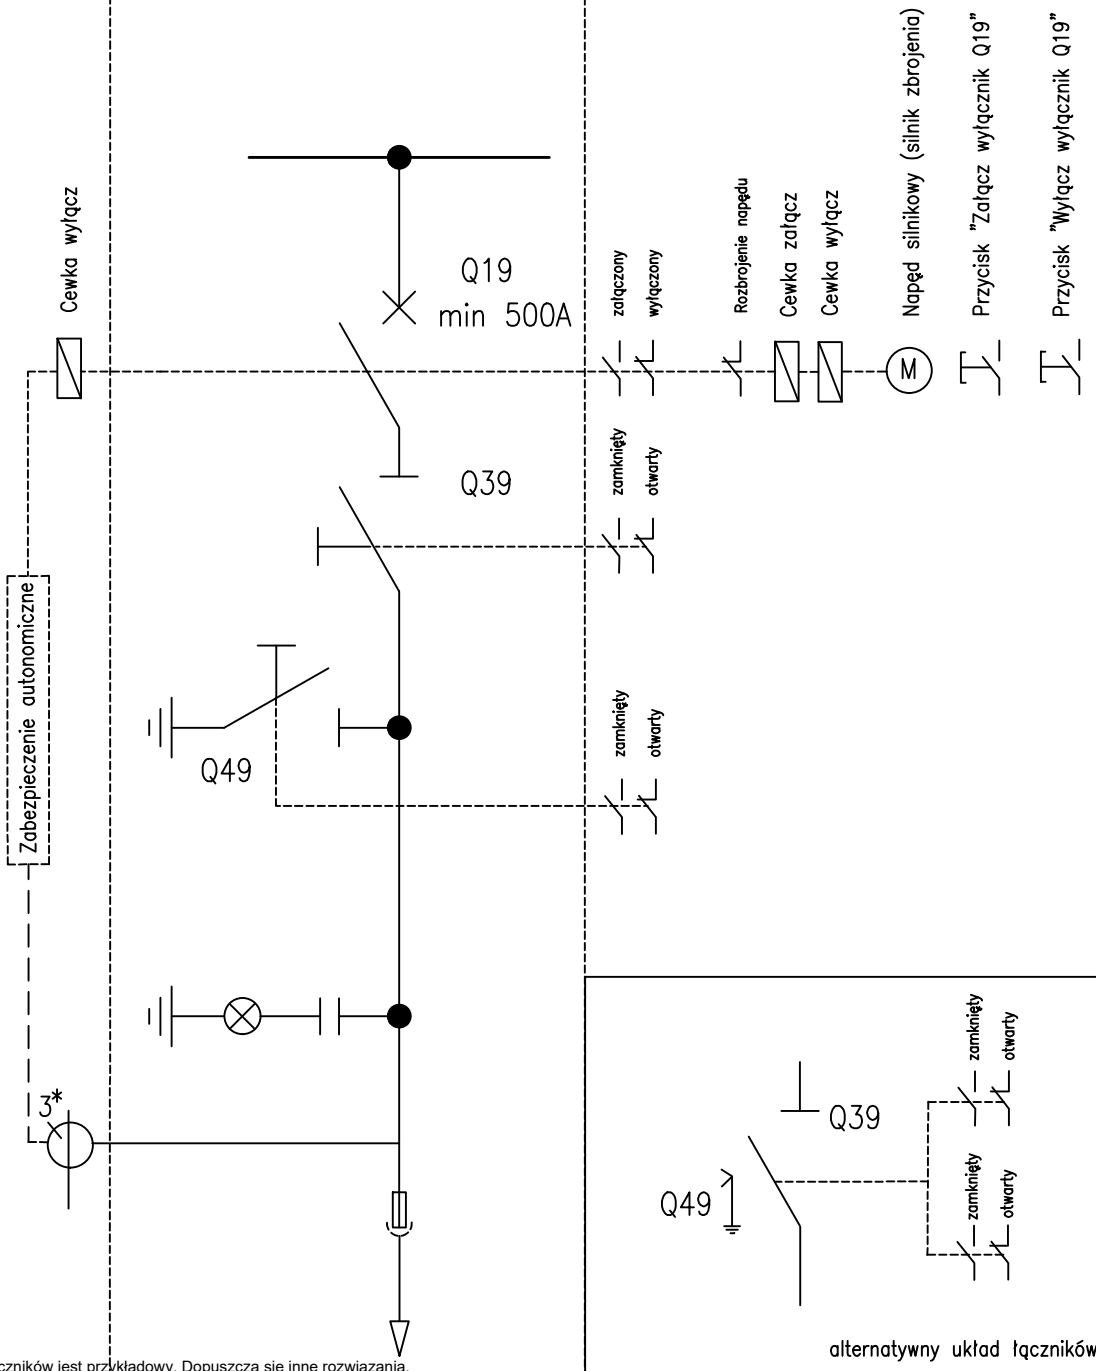 Cewka wyłącz
Q19
min 500A
załączony
wyłączony
Rozbrojenie napędu
Cewka załącz
Cewka wyłącz
Napęd silnikowy (silnik zbrojenia)
Przycisk "Załącz wyłącznik Q19"
Przycisk "Wyłącz wyłącznik Q19"
M
Q39
zamknięty
otwarty
Zabezpieczenie autonomiczne
Q49
zamknięty
otwarty
3*
Q39
zamknięty
otwarty
Q49
zamknięty
otwarty
alternatywny układ łączników
czników jest przykładowy. Dopuszcza się inne rozwiązania.